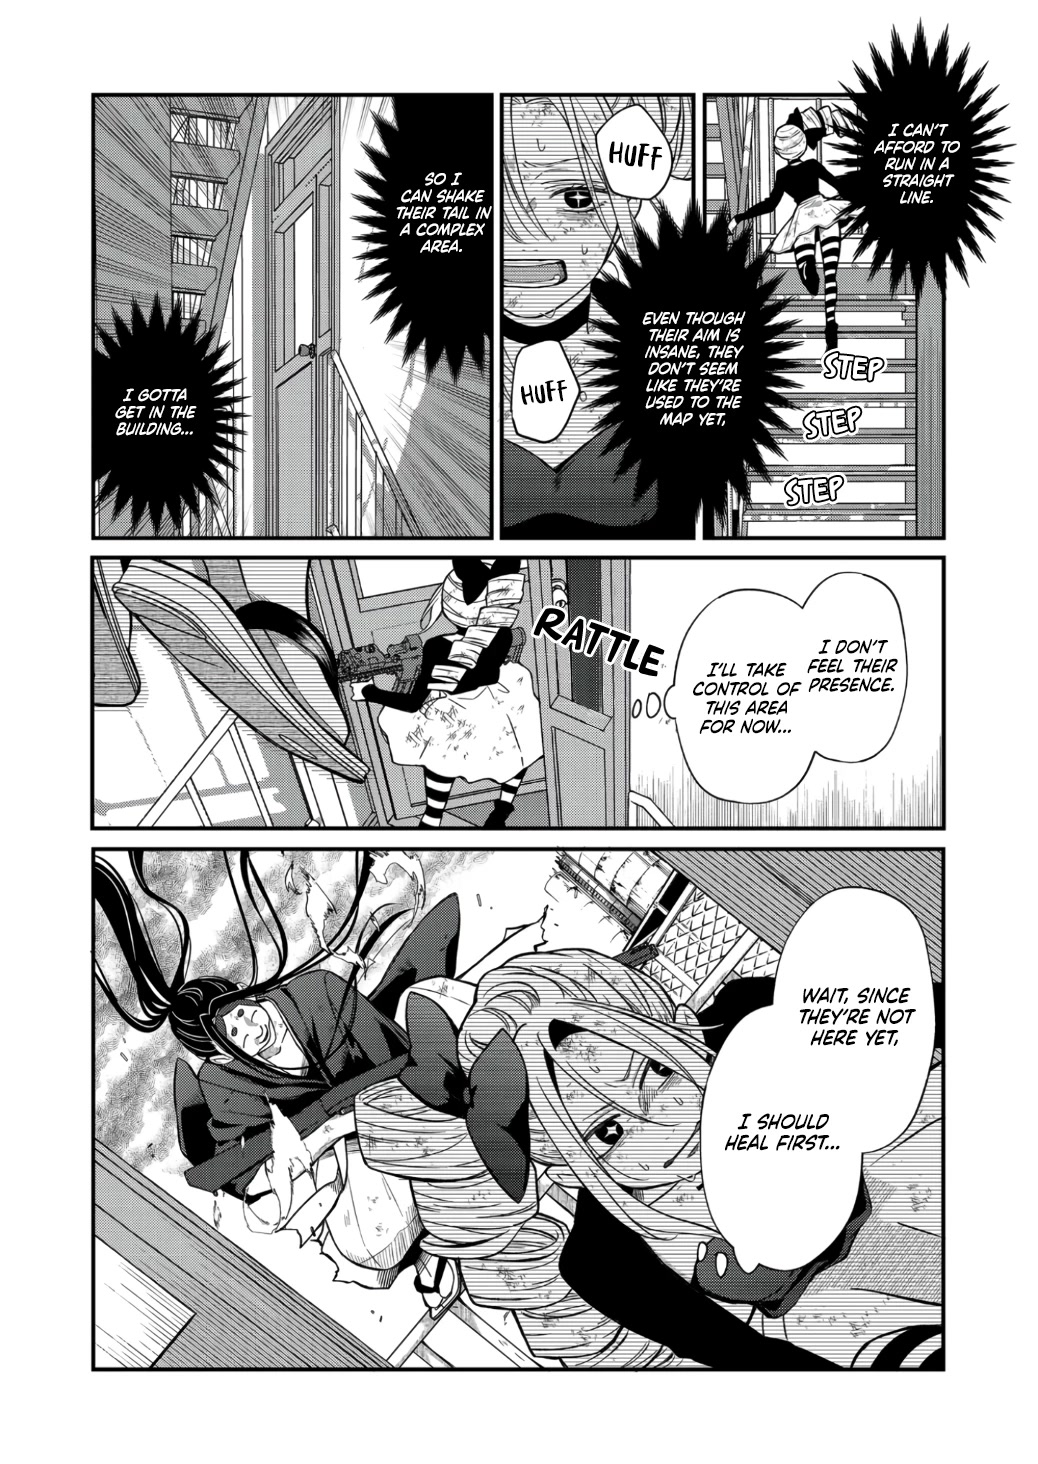 I CAN'T
AFFORD TO
RUN IN A
STRAIGHT
LINE.
STEP
STEP
STEP
HUFF
EVEN THOUGH
THEIR AIM IS
INSANE, THEY
DON'T SEEM
LIKE THEY'RE
USED TO THE
MAP YET,
HUFF
SO I
CAN SHAKE
THEIR TAIL IN
A COMPLEX
AREA.
I GOTTA
GET IN THE
BUILDING...
I DON'T
FEEL THEIR
PRESENCE.
I'LL TAKE
CONTROL OF
THIS AREA
FOR NOW...
RATTLE
WAIT, SINCE
THEY'RE NOT
HERE YET,
I SHOULD
HEAL FIRST...